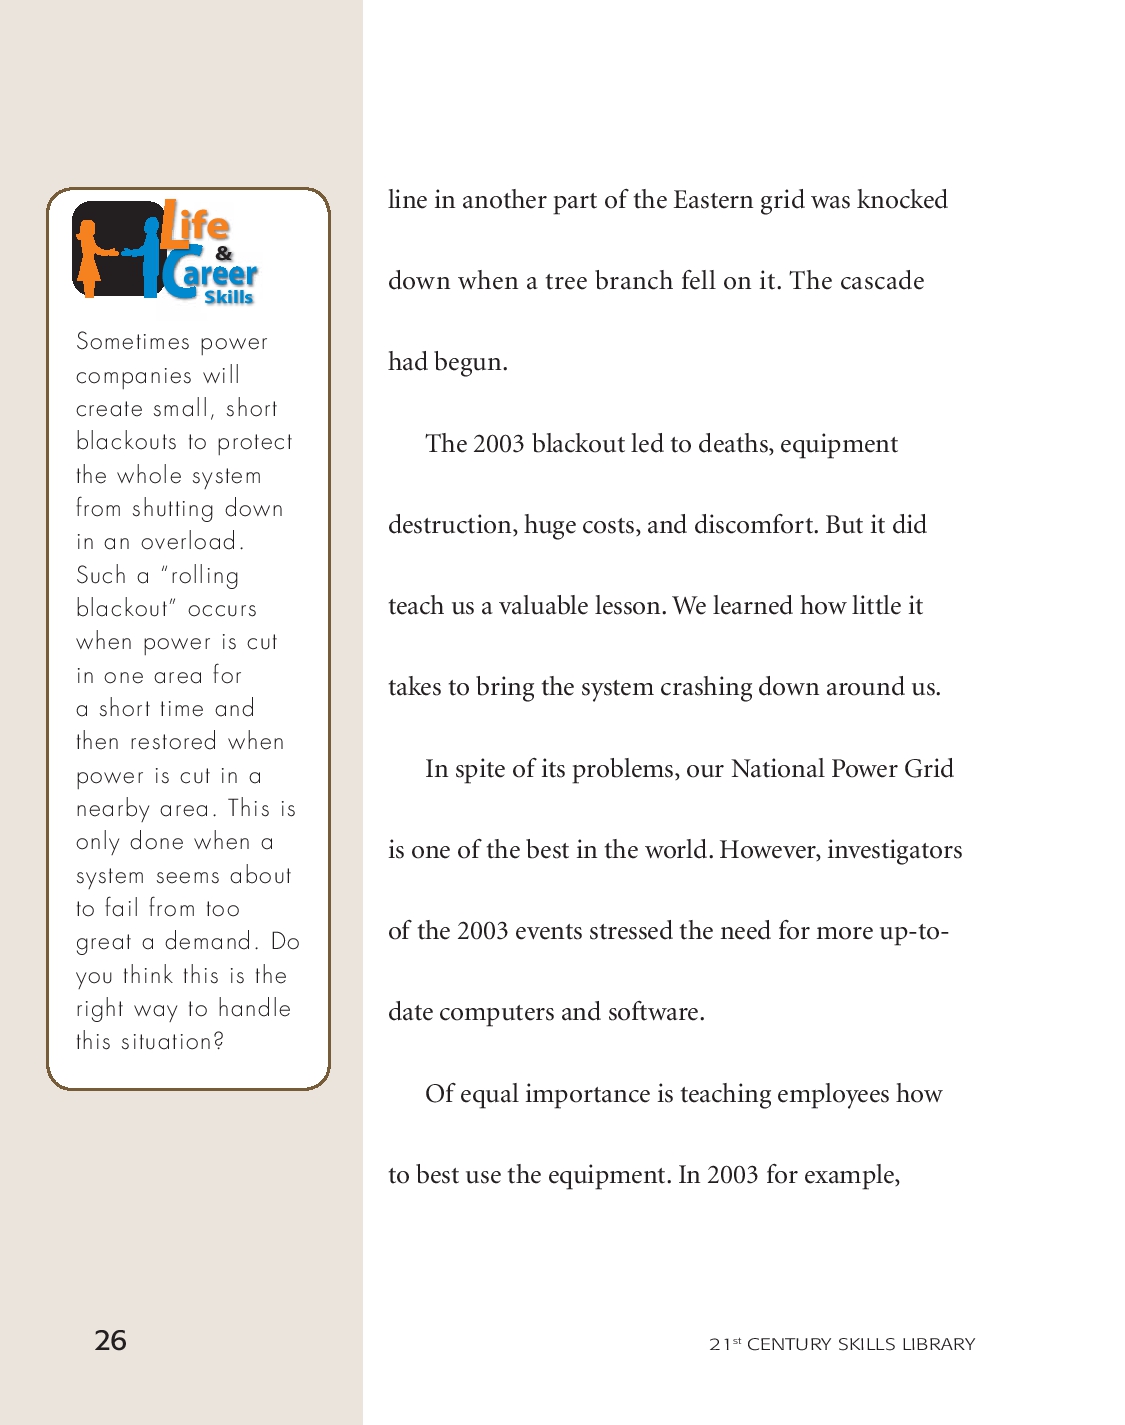 Life
&
Career
Skills
Sometimes power
companies will
create small, short
blackouts to protect
the whole system
from shutting down
in an overload.
Such a “rolling
blackout” occurs
when power is cut
in one area for
a short time and
then restored when
power is cut in a
nearby area. This is
only done when a
system seems about
to fail from too
great a demand. Do
you think this is the
right way to handle
this situation?
line in another part of the Eastern grid was knocked
down when a tree branch fell on it. The cascade
had begun.
The 2003 blackout led to deaths, equipment
destruction, huge costs, and discomfort. But it did
teach us a valuable lesson. We learned how little it
takes to bring the system crashing down around us.
In spite of its problems, our National Power Grid
is one of the best in the world. However, investigators
of the 2003 events stressed the need for more up-to-
date computers and software.
Of equal importance is teaching employees how
to best use the equipment. In 2003 for example,
26
21st CENTURY SKILLS LIBRARY